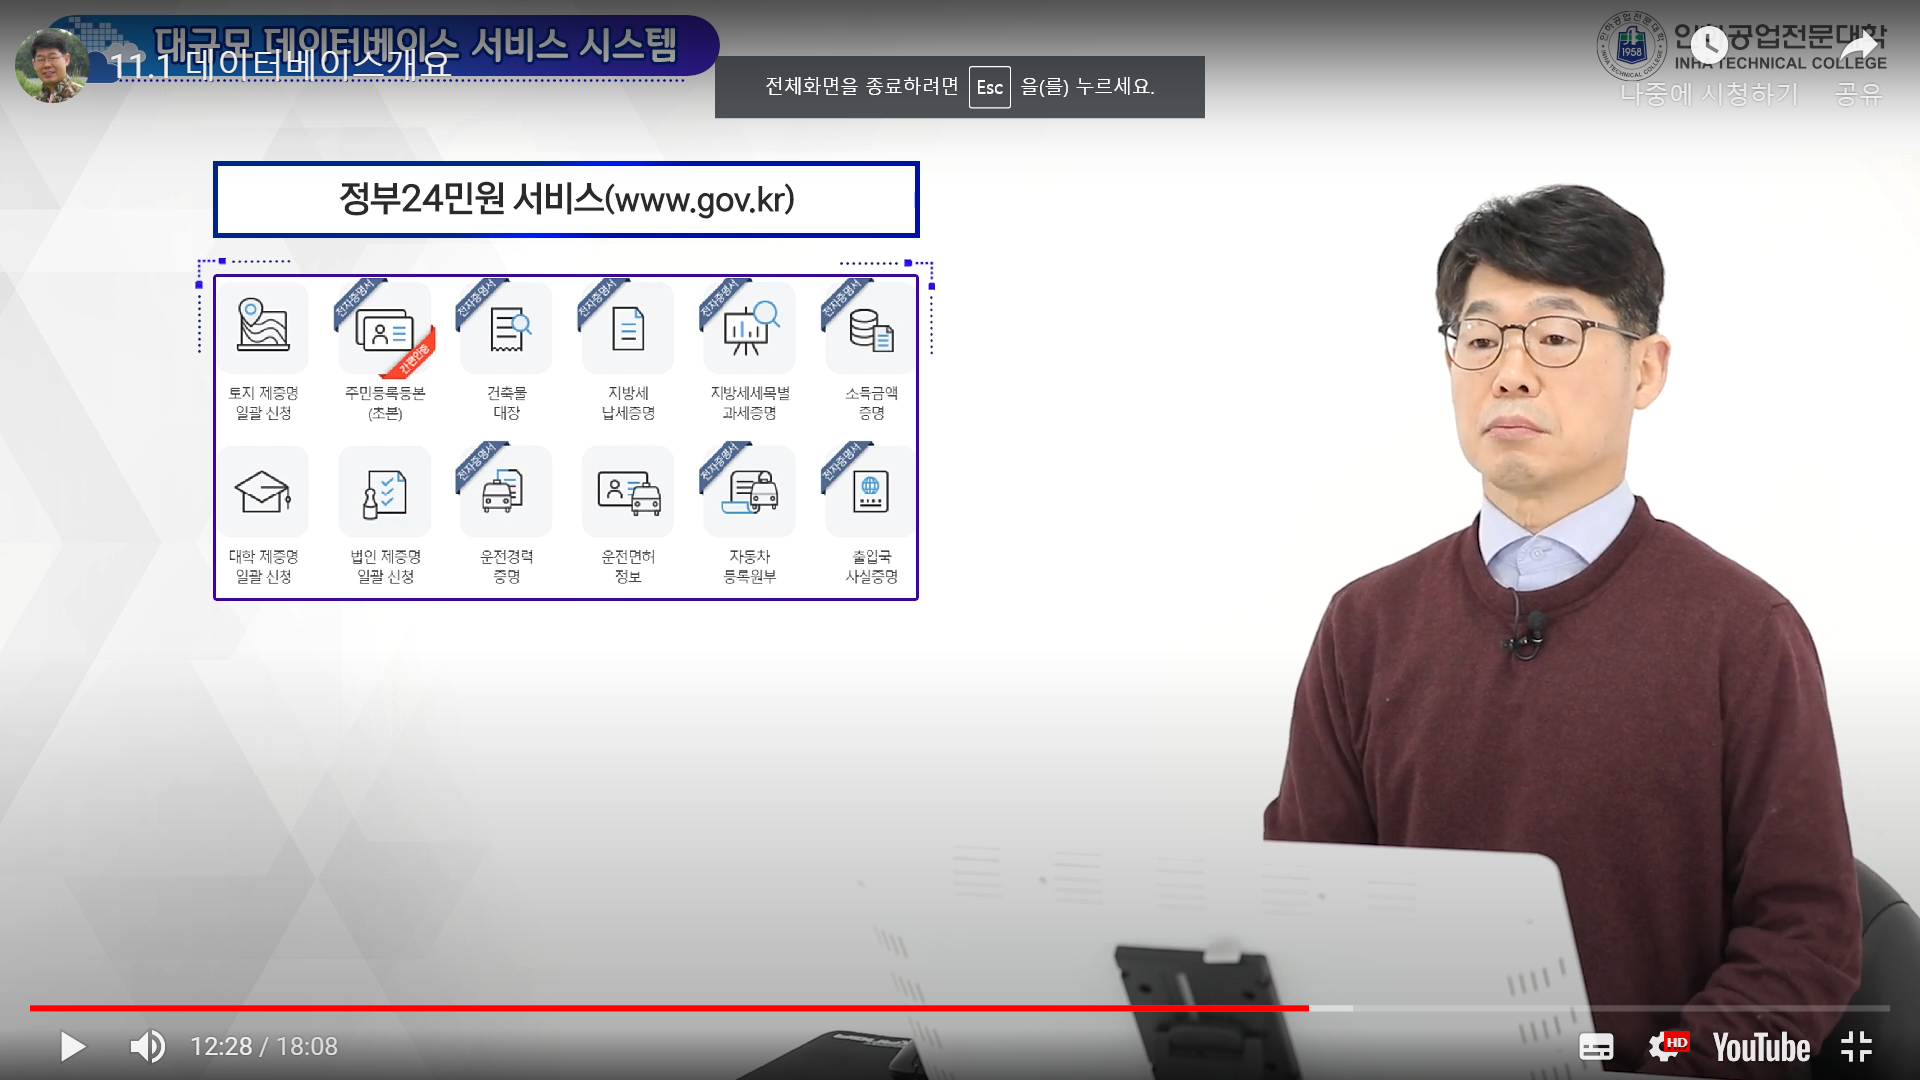 대규모 데이터베이스 서비스 시스템
11.1 데이터베이스개요
인하공업전문대학
INHA TECHNICAL COLLEGE
1958
전체화면을 종료하려면 Esc 을(를) 누르세요.
나중에 시청하기 공유
정부24민원 서비스(www.gov.kr)
전자증명서 전자증명서 전자증명서 전자증명서 전자증명서
간편인증
토지 제증명 주민등록등본 건축물 지방세 지방세세목별 소득금액
일괄 신청 (초본) 대장 납세증명 과세증명 증명
전자증명서 전자증명서 전자증명서
대학 제증명 법인 제증명 운전경력 운전면허 자동차 출입국
일괄 신청 일괄 신청 증명 정보 등록원부 사실증명
12:28 / 18:08
HD
YouTube